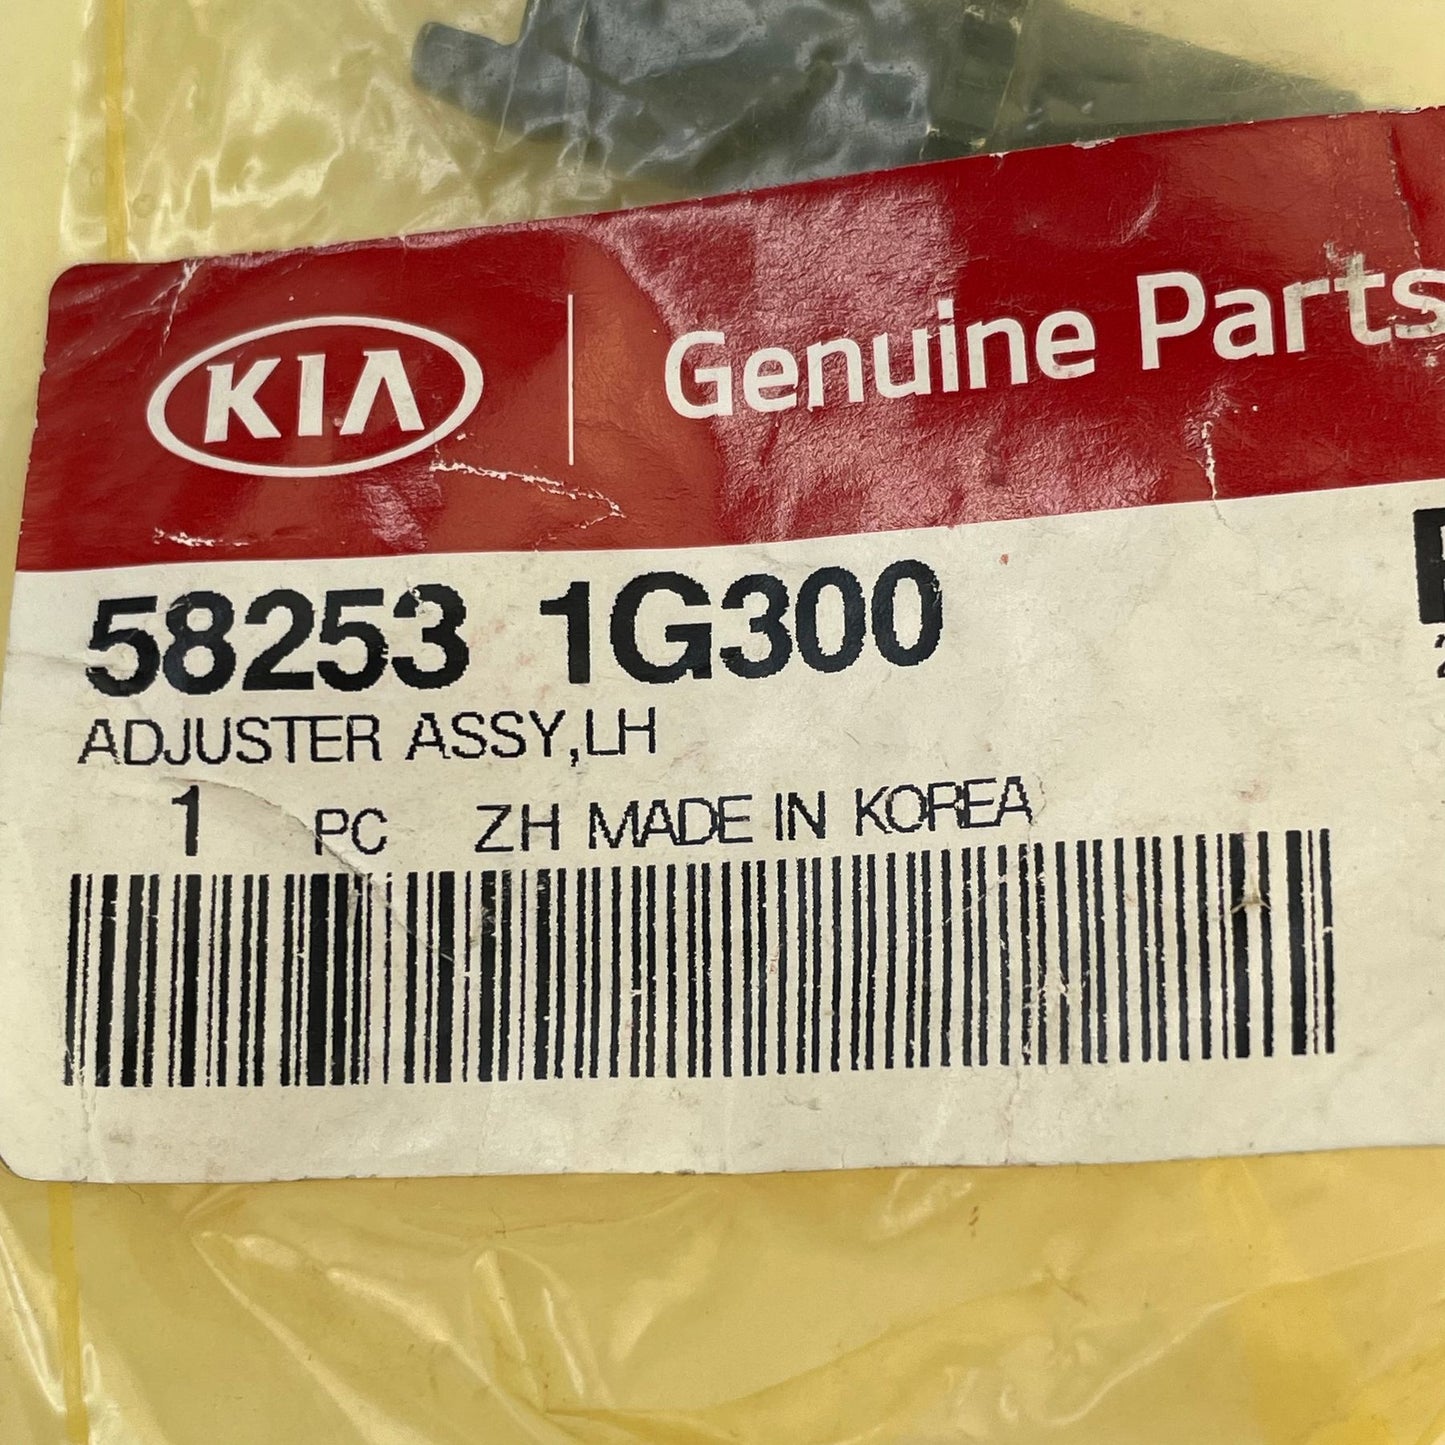 KIA Genuine Parts
58253 1G300
ADJUSTER ASSY,LH
1 PC ZH MADE IN KOREA